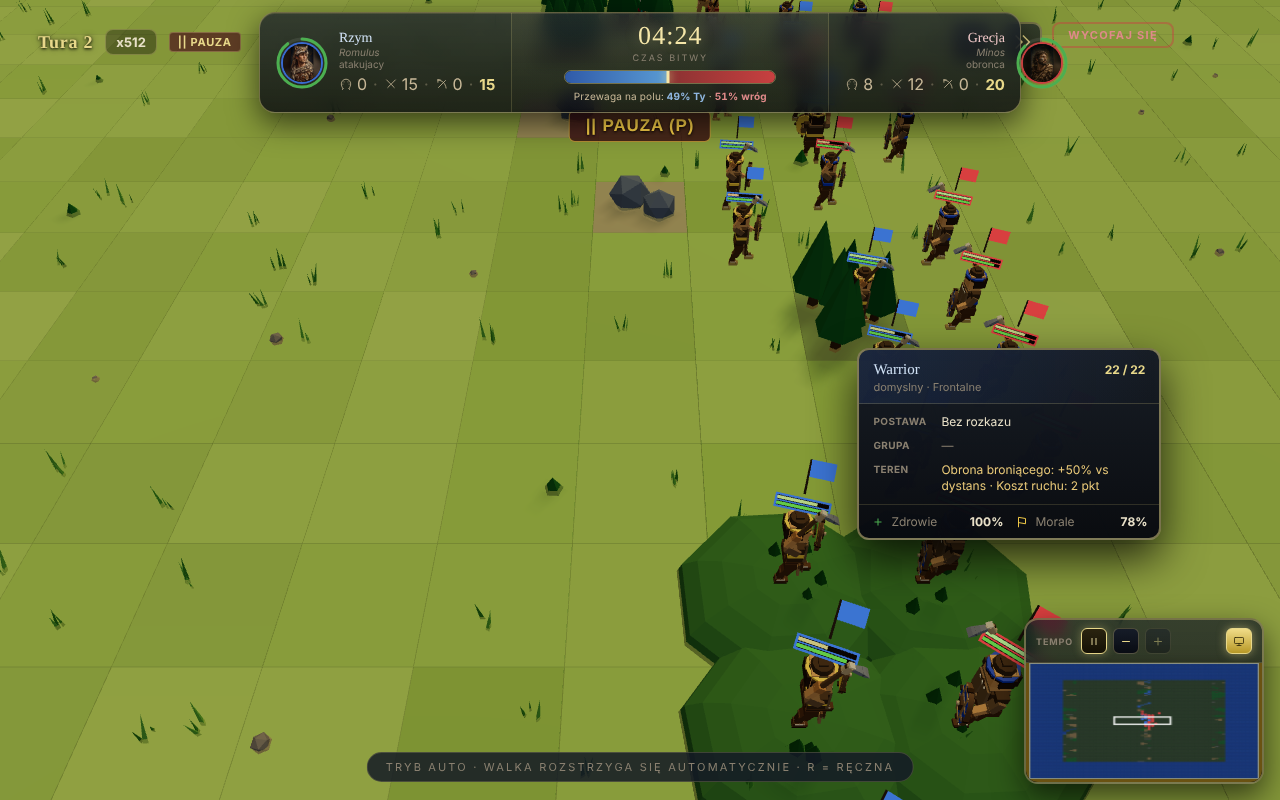 Tura 2
x512
PAUZA
Rzym
Romulus
atakujący
0 · 15 · 0 · 15
04:24
CZAS BITWY
Przewaga na polu: 49% Ty · 51% wróg
Grecja
Minos
obronca
8 · 12 · 0 · 20
WYCOFAJ SIĘ
PAUZA (P)
Warrior
22 / 22
domyslny · Frontalne
POSTAWA Bez rozkazu
GRUPA —
TEREN Obrona broniącego: +50% vs
dystans · Koszt ruchu: 2 pkt
Zdrowie 100% Morale 78%
TEMPO
TRYB AUTO · WALKA ROZSTRZYGA SIĘ AUTOMATYCZNIE · R = RĘCZNA